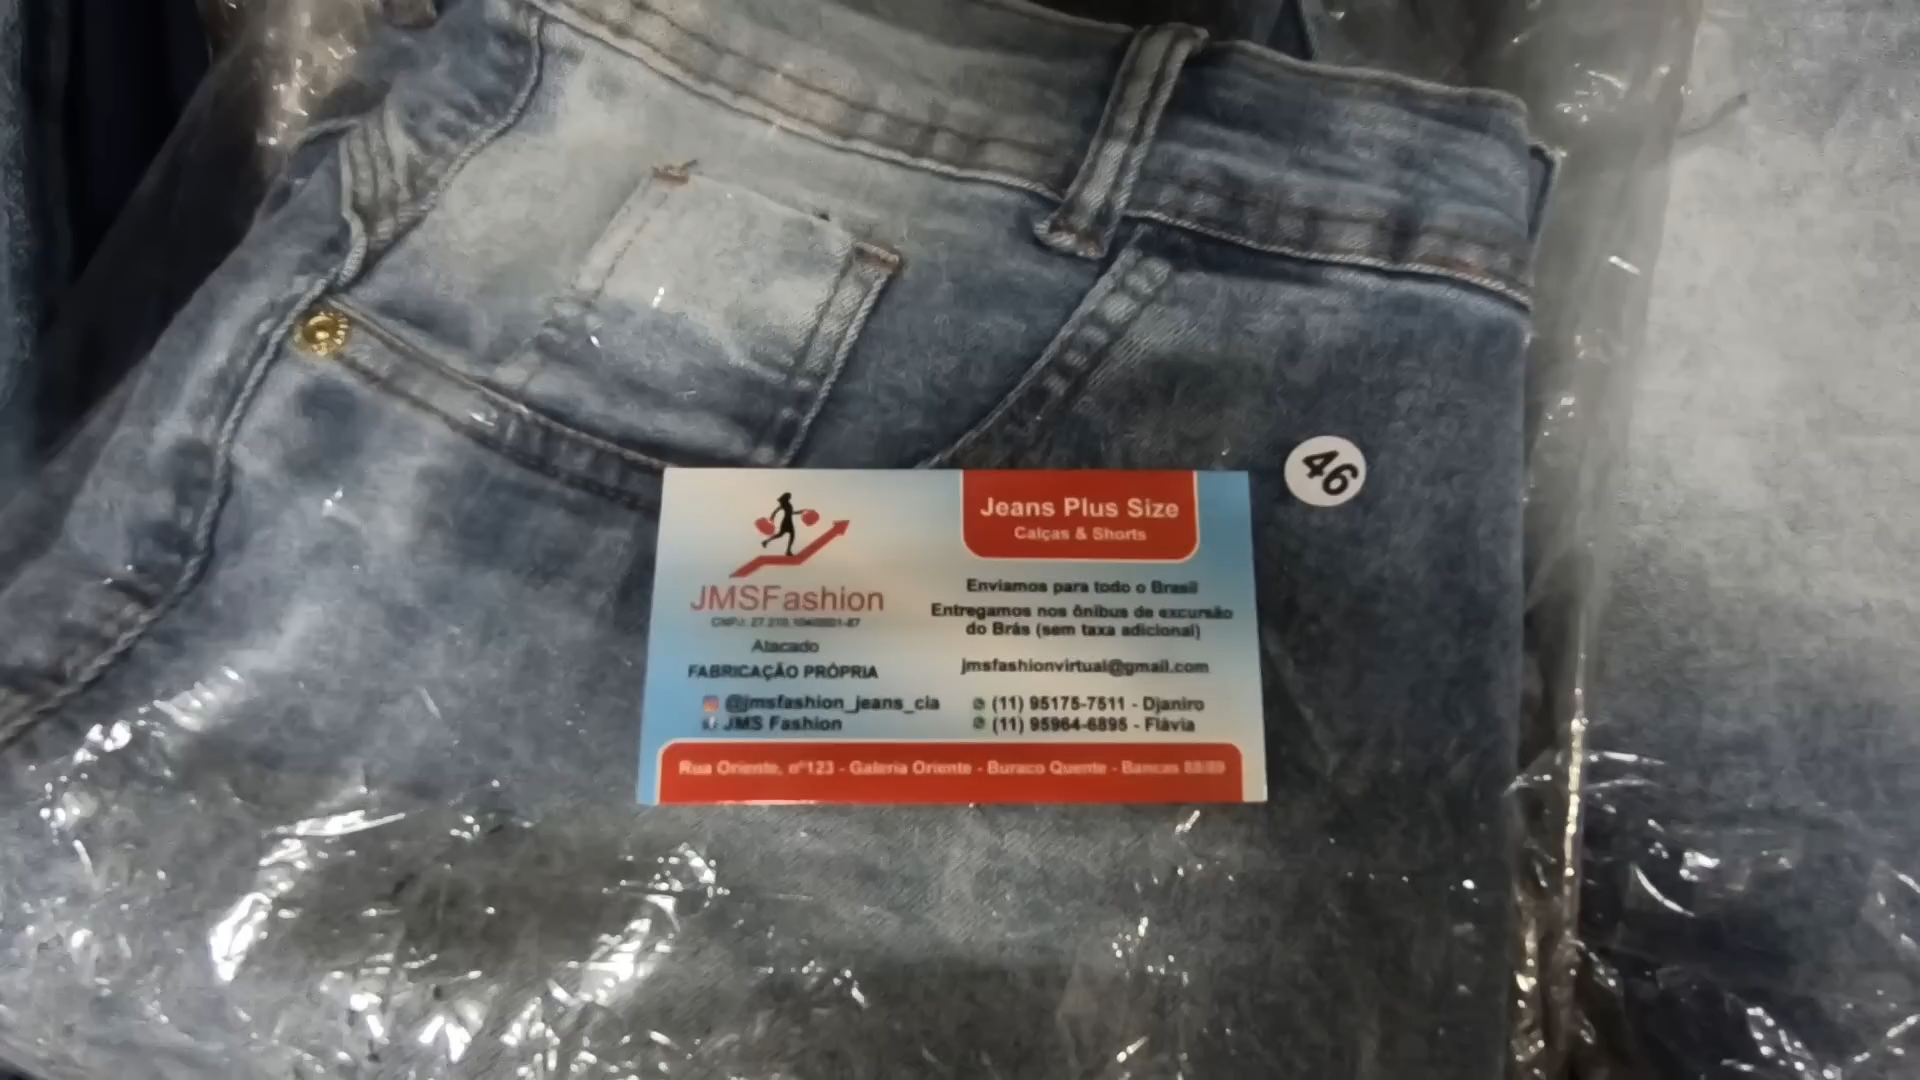 46
Jeans Plus Size
Calças & Shorts
JMSFashion
Atacado
FABRICAÇÃO PRÓPRIA
@jmsfashion_jeans_cia
JMS Fashion
Enviamos para todo o Brasil
Entregamos nos ônibus de excursão
do Brás (sem taxa adicional)
jmsfashionvirtual@gmail.com
(11) 95175-7511 - Djaniro
(11) 95964-6895 - Flávia
Rua Oriente, nº123 - Galeria Oriente - Buraco Quente - Bancas